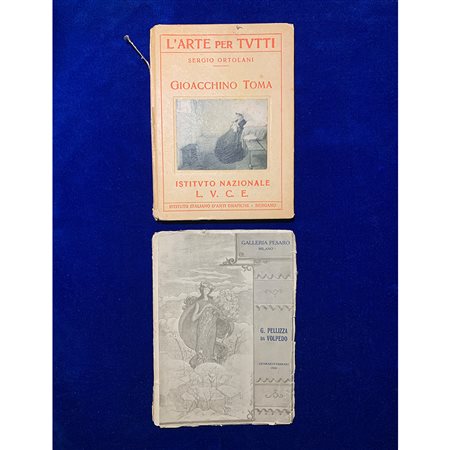 L'ARTE PER TVTTI
SERGIO ORTOLANI
GIOACCHINO TOMA
ISTITVTO NAZIONALE
L. V. C. E.
ISTITUTO ITALIANO D'ARTI GRAFICHE - BERGAMO
GALLERIA PESARO
MILANO
G. PELLIZZA
DA VOLPEDO